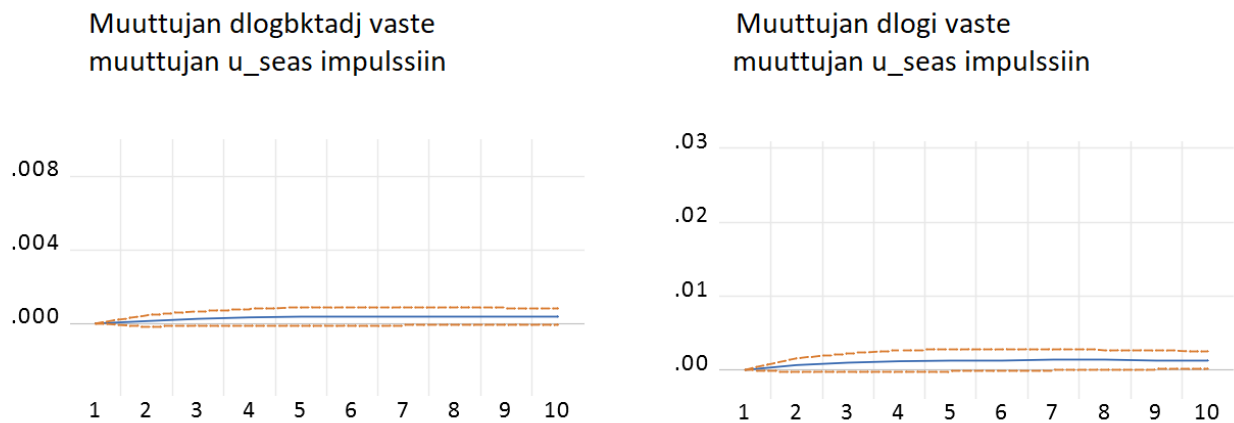 Muuttujan dlogbktadj vaste
muuttujan u_seas impulssiin
.008
.004
.000
1 2 3 4 5 6 7 8 9 10
Muuttujan dlogi vaste
muuttujan u_seas impulssiin
.03
.02
.01
.00
1 2 3 4 5 6 7 8 9 10